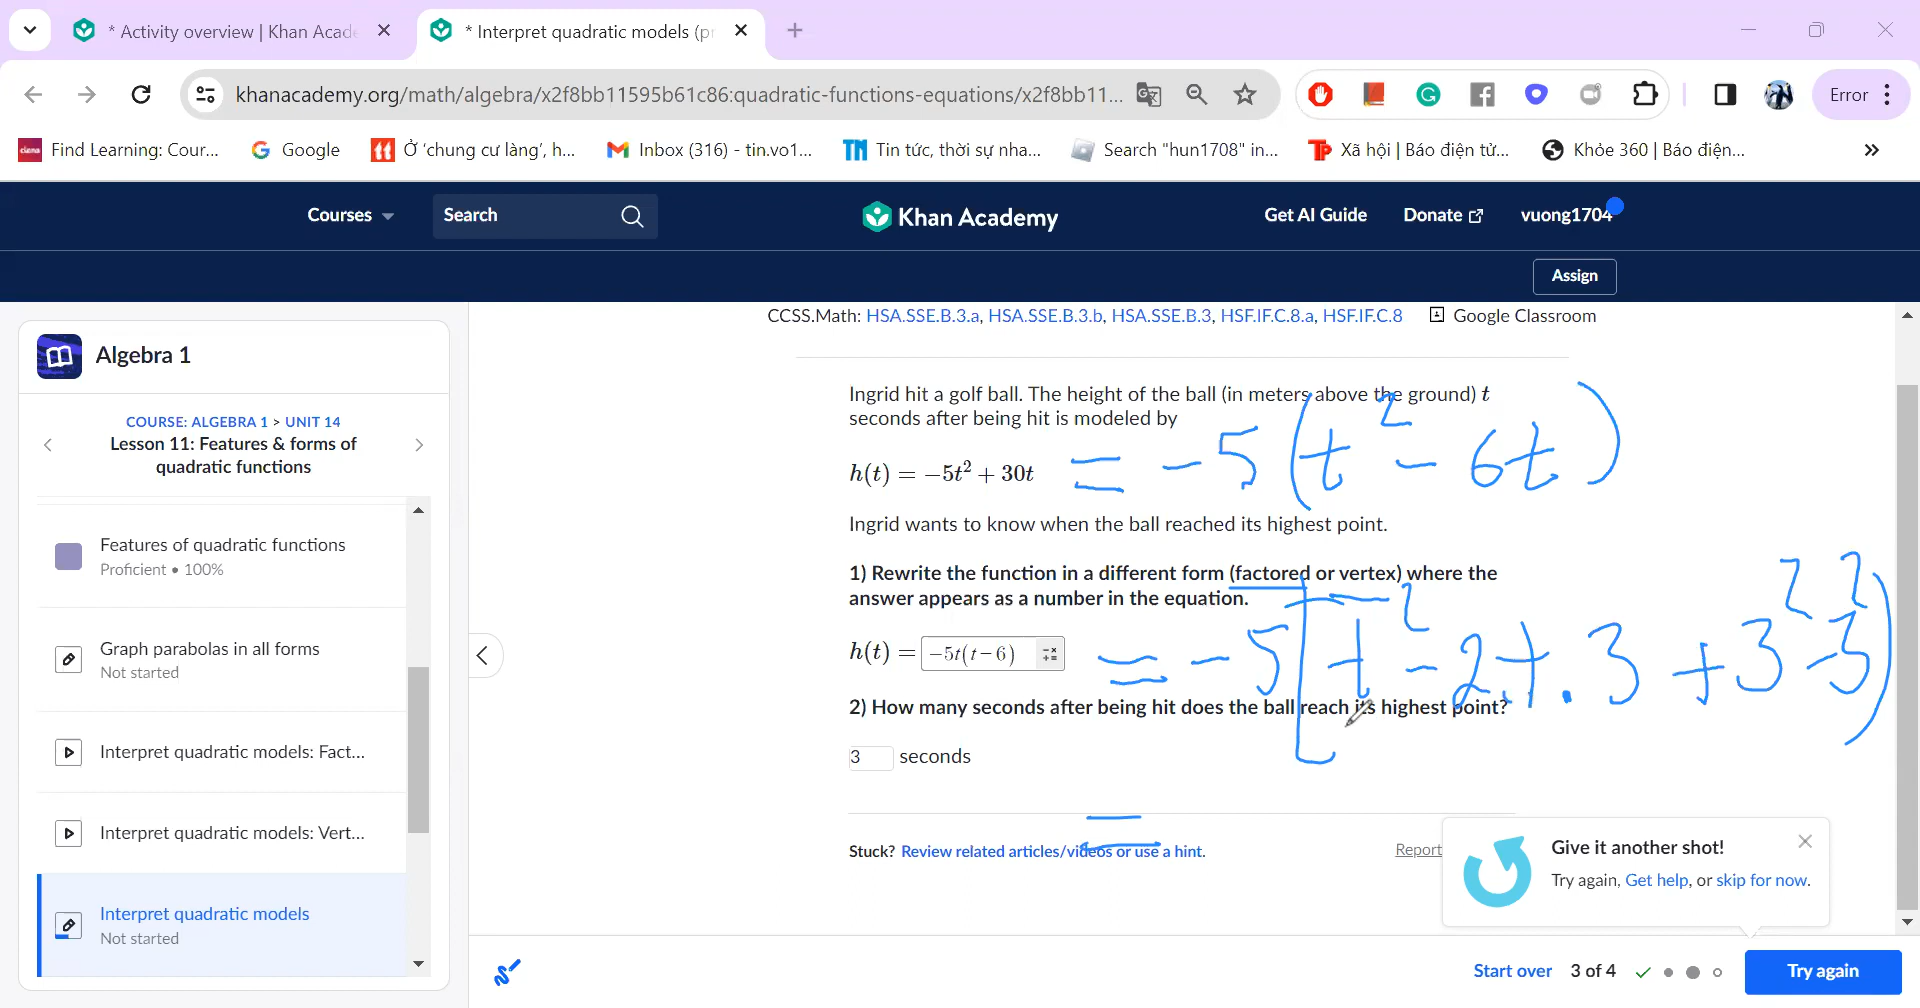 * Activity overview | Khan Acade
* Interpret quadratic models (pr
khanacademy.org/math/algebra/x2f8bb11595b61c86:quadratic-functions-equations/x2f8bb11...
Error
ciena
Find Learning: Cour...
Google
Ở 'chung cư làng', h...
Inbox (316) - tin.vo1...
TN
Tin tức, thời sự nha...
Search "hun1708" in...
Xã hội | Báo điện tử...
Khỏe 360 | Báo điện...
Courses
Search
Khan Academy
Get AI Guide
Donate
vuong1704
Assign
Algebra 1
COURSE: ALGEBRA 1 > UNIT 14
Lesson 11: Features & forms of
quadratic functions
Features of quadratic functions
Proficient • 100%
Graph parabolas in all forms
Not started
Interpret quadratic models: Fact...
Interpret quadratic models: Vert...
Interpret quadratic models
Not started
CCSS.Math: HSA.SSE.B.3.a, HSA.SSE.B.3.b, HSA.SSE.B.3, HSF.IF.C.8.a, HSF.IF.C.8
Google Classroom
Ingrid hit a golf ball. The height of the ball (in meters above the ground) t
seconds after being hit is modeled by
h(t) = −5t² + 30t
= −5(t² − 6t)
Ingrid wants to know when the ball reached its highest point.
1) Rewrite the function in a different form (factored or vertex) where the
answer appears as a number in the equation.
h(t) = −5t(t−6)
= −5[t² − 2.t.3 + 3² − 3²)
2) How many seconds after being hit does the ball reach its highest point?
3 seconds
=
Stuck? Review related articles/videos or use a hint.
Report
Give it another shot!
Try again, Get help, or skip for now.
Start over
3 of 4
Try again